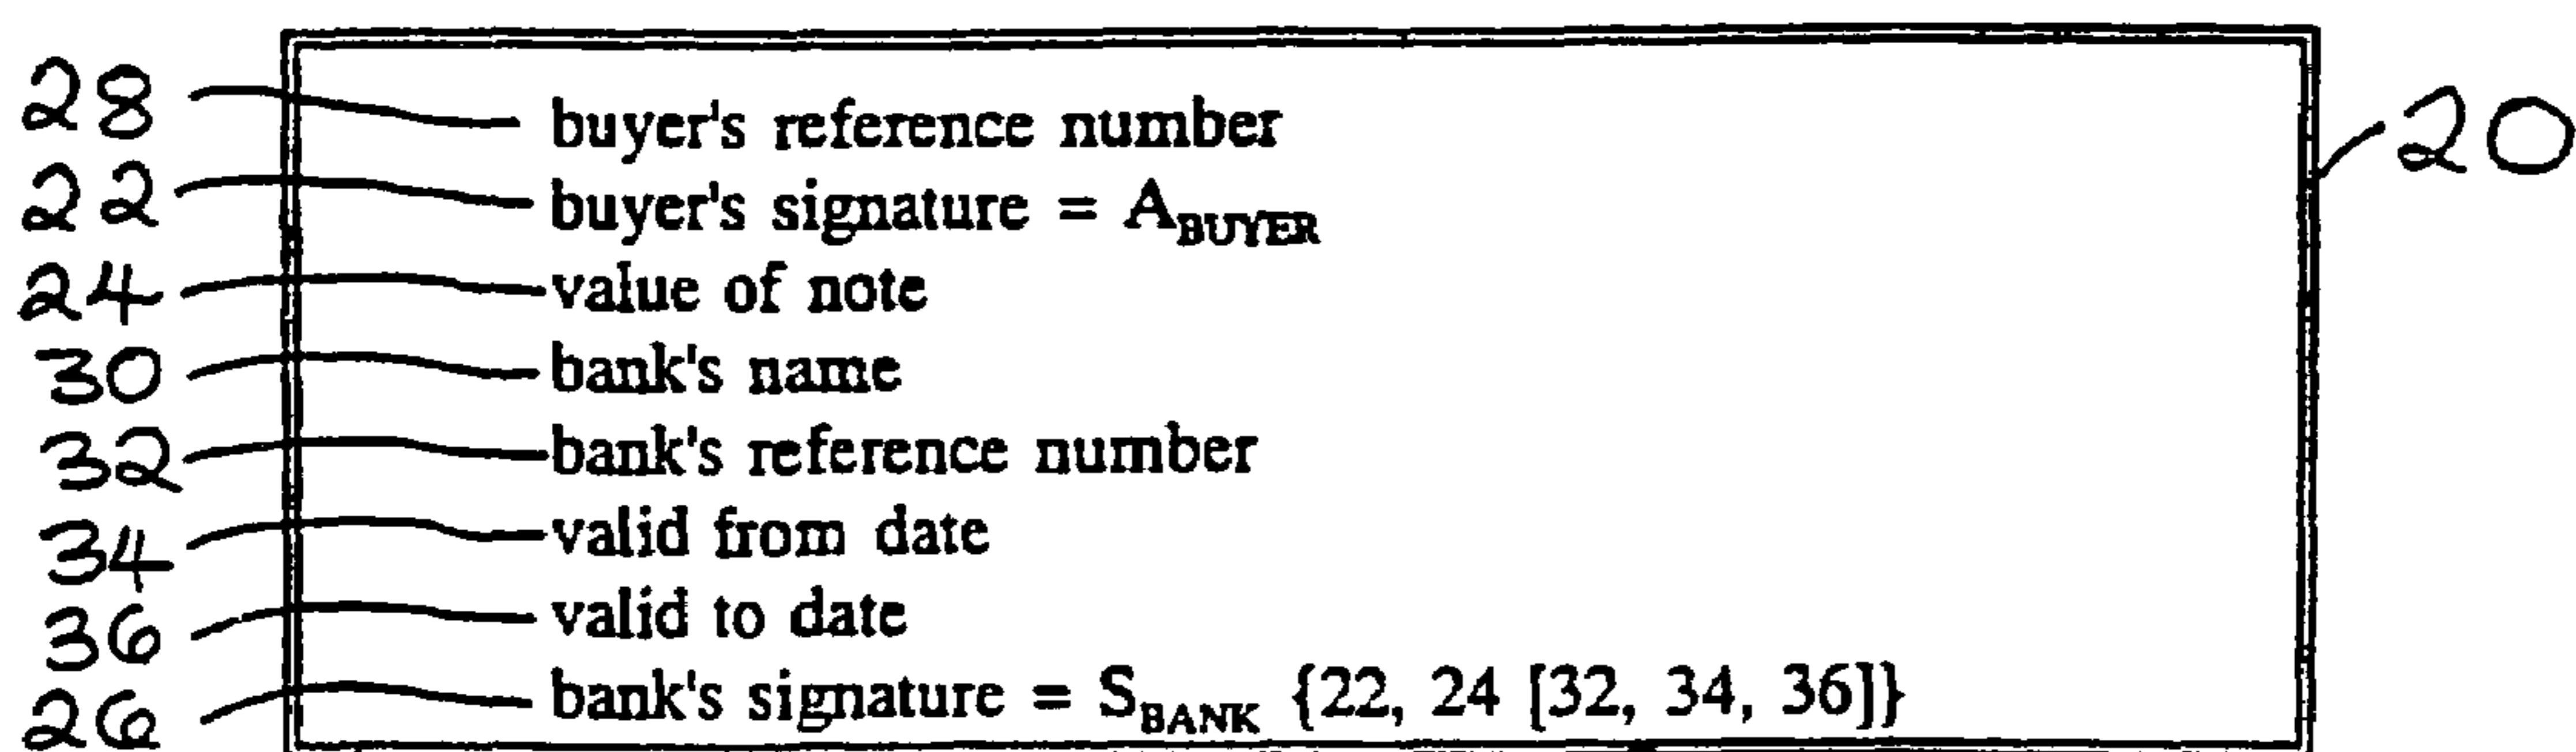 28 buyer's reference number 20
22 buyer's signature = A_BUYER
24 value of note
30 bank's name
32 bank's reference number
34 valid from date
36 valid to date
26 bank's signature = S_BANK {22, 24 [32, 34, 36]}